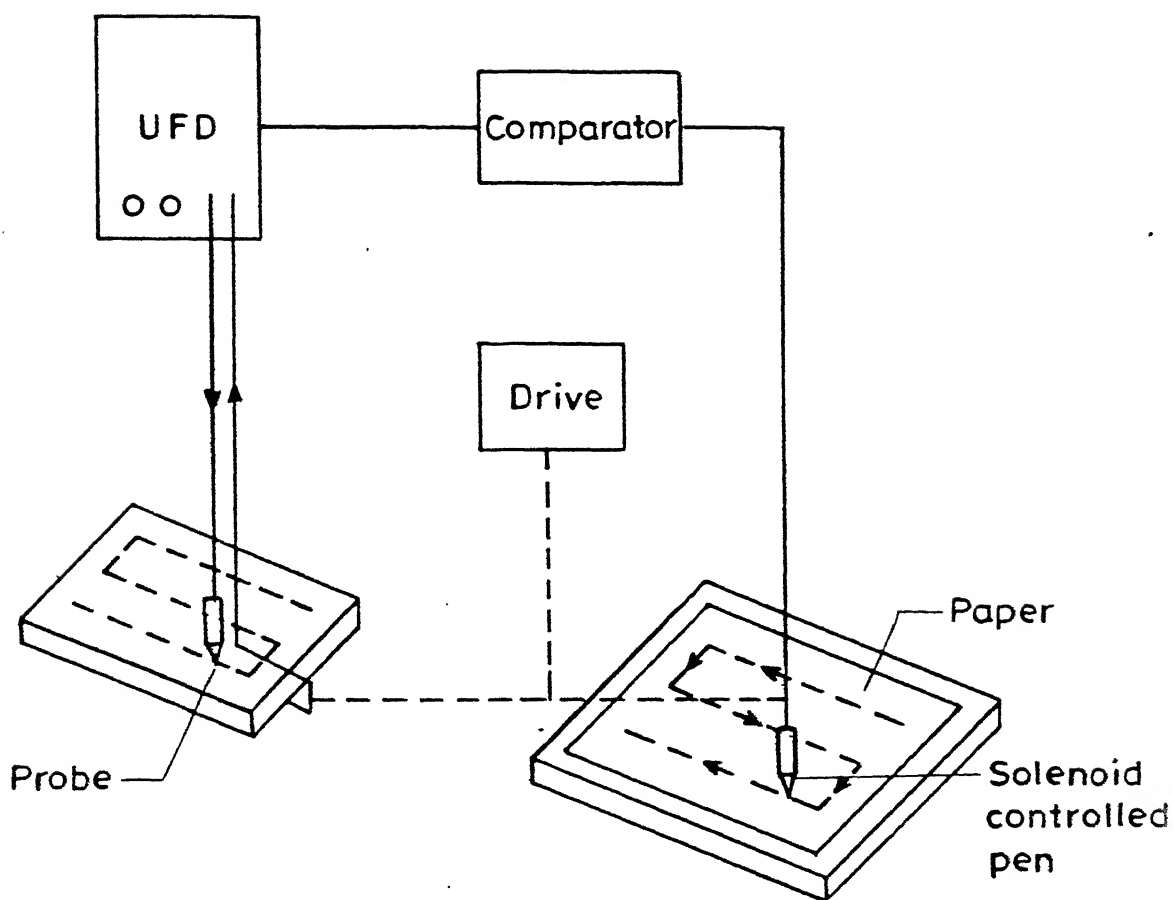 UFD
Comparator
Drive
Paper
Probe
Solenoid
controlled
pen